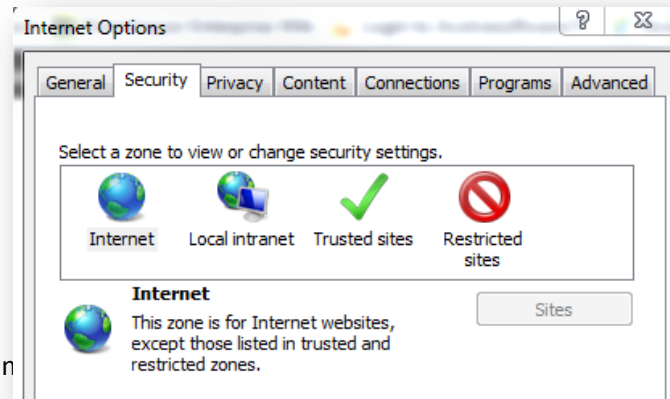 Internet Options
General Security Privacy Content Connections Programs Advanced
Select a zone to view or change security settings.
Internet Local intranet Trusted sites Restricted
sites
Internet
Sites
This zone is for Internet websites,
except those listed in trusted and
restricted zones.